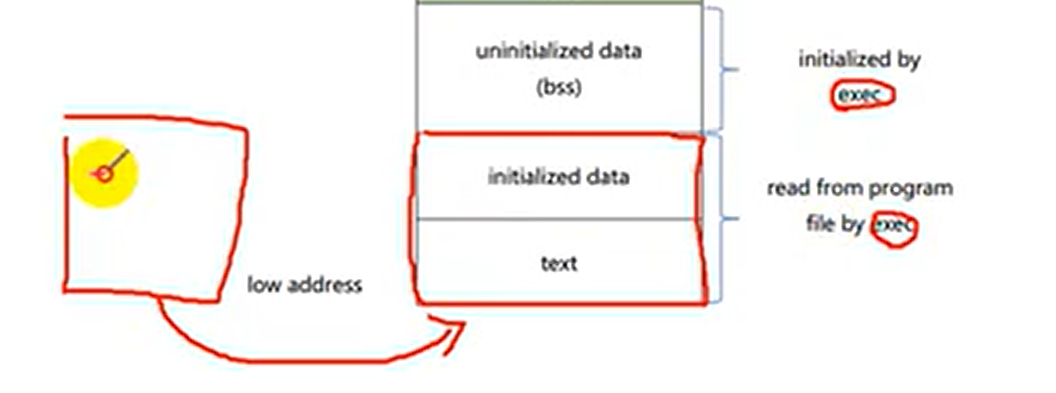 uninitialized data
(bss)
initialized by
exec
initialized data
read from program
file by exec
text
low address